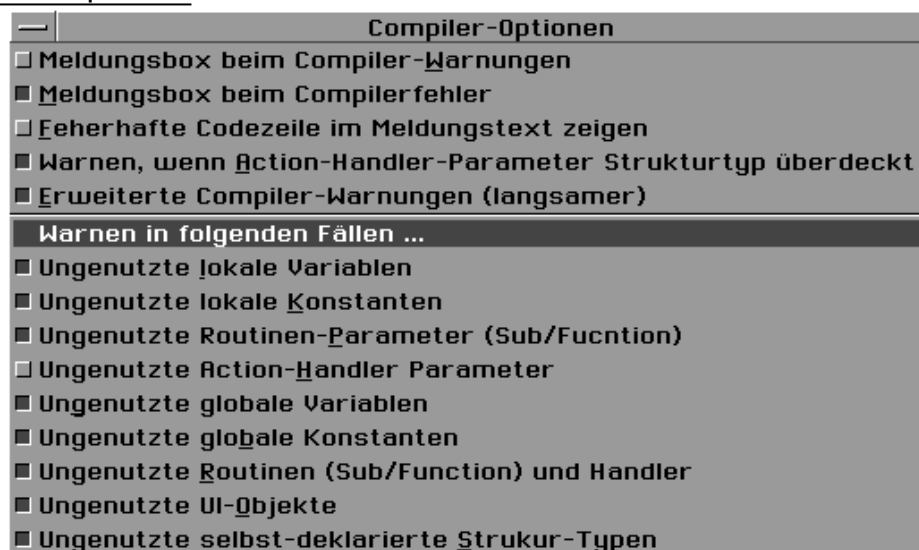 Compiler-Optionen
Meldungsbox beim Compiler-Warnungen
Meldungsbox beim Compilerfehler
Feherhafte Codezeile im Meldungstext zeigen
Warnen, wenn Action-Handler-Parameter Strukturtyp überdeckt
Erweiterte Compiler-Warnungen (langsamer)
Warnen in folgenden Fällen ...
Ungenutzte lokale Variablen
Ungenutzte lokale Konstanten
Ungenutzte Routinen-Parameter (Sub/Fucntion)
Ungenutzte Action-Handler Parameter
Ungenutzte globale Variablen
Ungenutzte globale Konstanten
Ungenutzte Routinen (Sub/Function) und Handler
Ungenutzte UI-Objekte
Ungenutzte selbst-deklarierte Strukur-Typen